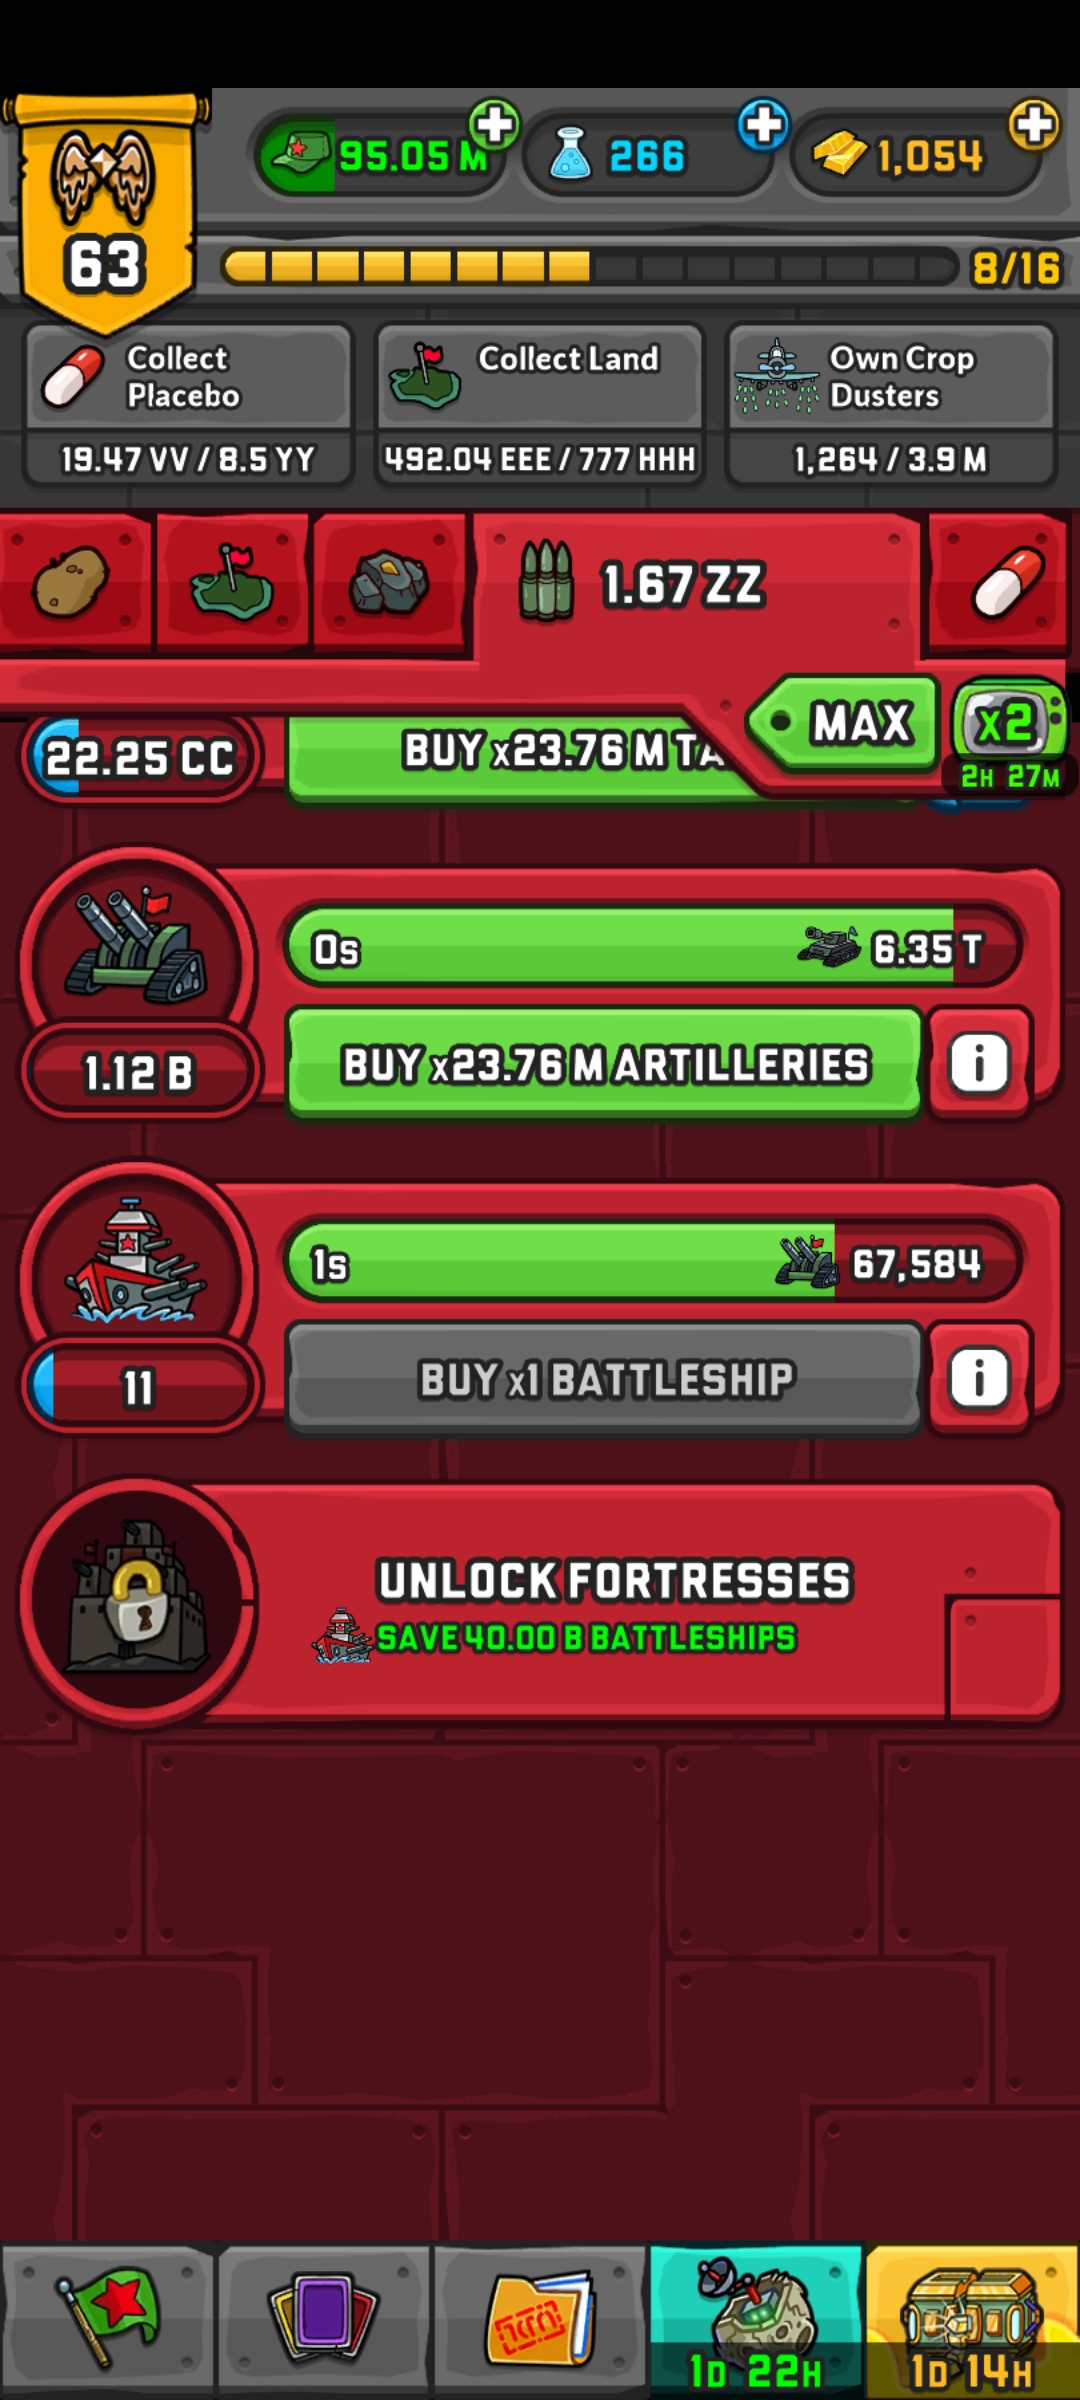 95.05 M
266
1,054
63
8/16
Collect
Placebo
Collect Land
Own Crop
Dusters
19.47 VV / 8.5 YY
492.04 EEE / 777 HHH
1,264 / 3.9 M
1.67 ZZ
MAX
x2
2H 27M
22.25 CC
BUY x23.76 M TA
0s
6.35 T
1.12 B
BUY x23.76 M ARTILLERIES
i
1s
67,584
11
BUY x1 BATTLESHIP
i
UNLOCK FORTRESSES
SAVE 40.00 B BATTLESHIPS
1D 22H
1D 14H